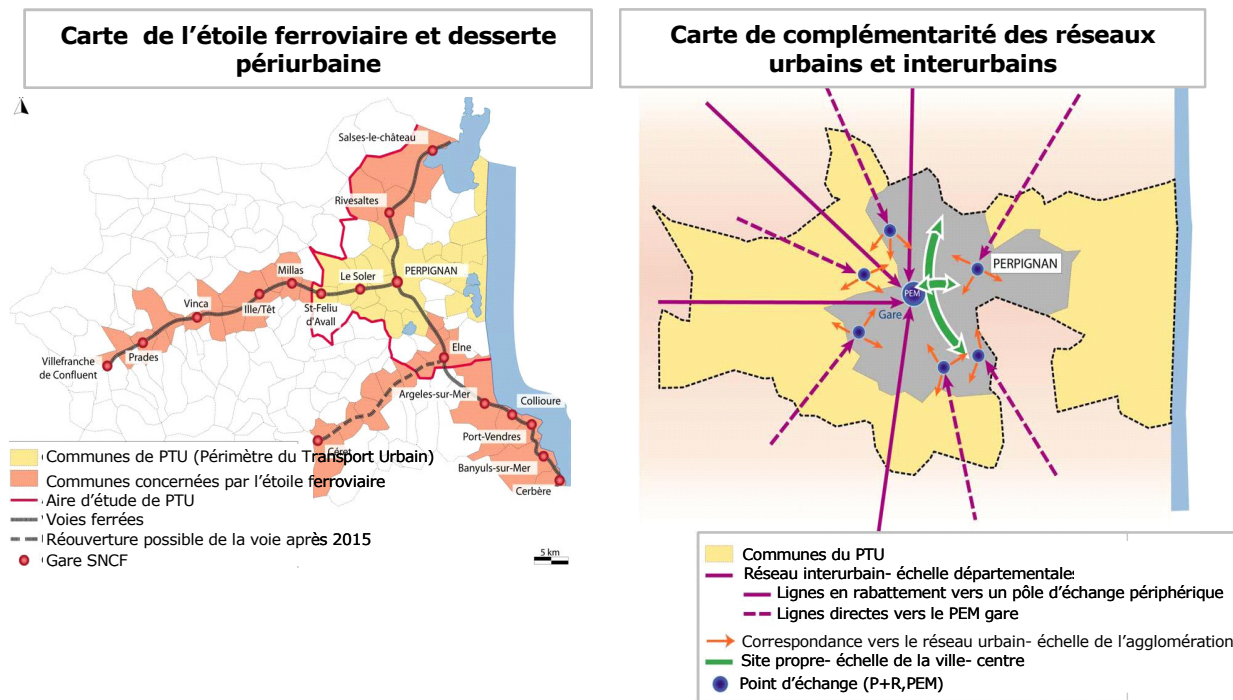 Carte de l’étoile ferroviaire et desserte
périurbaine
Salses-le-château
Rivesaltes
Millas
Le Soler
PERPIGNAN
Vinca
Ille/Têt
St-Feliu
d'Avall
Prades
Villefranche
de Confluent
Elne
Argeles-sur-Mer
Collioure
Port-Vendres
Céret
Banyuls-sur-Mer
Cerbère
Communes de PTU (Périmètre du Transport Urbain)
Communes concernées par l’étoile ferroviaire
Aire d’étude de PTU
Voies ferrées
Réouverture possible de la voie après 2015
Gare SNCF
5 km
Carte de complémentarité des réseaux
urbains et interurbains
PERPIGNAN
PEM
Gare
Communes du PTU
Réseau interurbain- échelle départementale:
Lignes en rabattement vers un pôle d’échange périphérique
Lignes directes vers le PEM gare
Correspondance vers le réseau urbain- échelle de l’agglomération
Site propre- échelle de la ville- centre
Point d’échange (P+R,PEM)